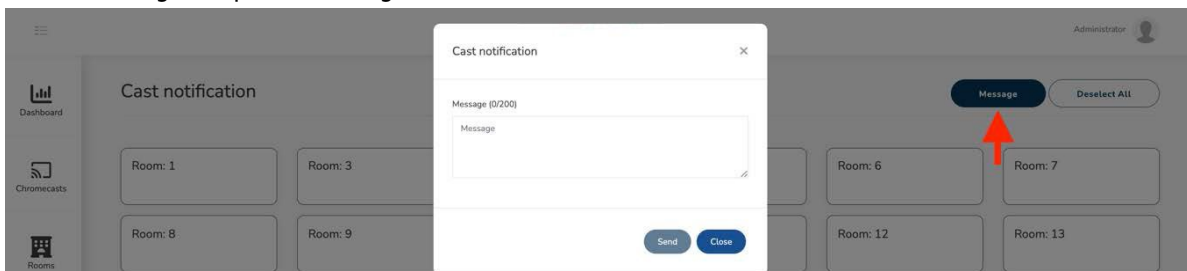 Administrator
Cast notification
Message (0/200)
Message
Send
Close
Dashboard
Chromecasts
Rooms
Cast notification
Message
Deselect All
Room: 1
Room: 3
Room: 6
Room: 7
Room: 8
Room: 9
Room: 12
Room: 13